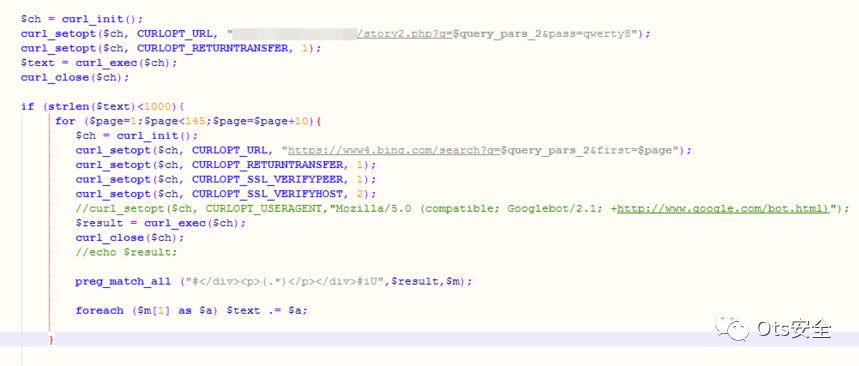 $ch = curl_init();
curl_setopt($ch, CURLOPT_URL, "/story2.php?q=$query_pars_2&pass=qwerty8");
curl_setopt($ch, CURLOPT_RETURNTRANSFER, 1);
$text = curl_exec($ch);
curl_close($ch);
if (strlen($text)<1000){
for ($page=1;$page<145;$page=$page+10){
$ch = curl_init();
curl_setopt($ch, CURLOPT_URL, "https://www4.bing.com/search?q=$query_pars_2&first=$page");
curl_setopt($ch, CURLOPT_RETURNTRANSFER, 1);
curl_setopt($ch, CURLOPT_SSL_VERIFYPEER, 1);
curl_setopt($ch, CURLOPT_SSL_VERIFYHOST, 2);
//curl_setopt($ch, CURLOPT_USERAGENT,"Mozilla/5.0 (compatible; Googlebot/2.1; +http://www.google.com/bot.html)");
$result = curl_exec($ch);
curl_close($ch);
//echo $result;
preg_match_all ("#</div><p>(.*)</p></div>#iU",$result,$m);
foreach ($m[1] as $a) $text .= $a;
}
Ots安全